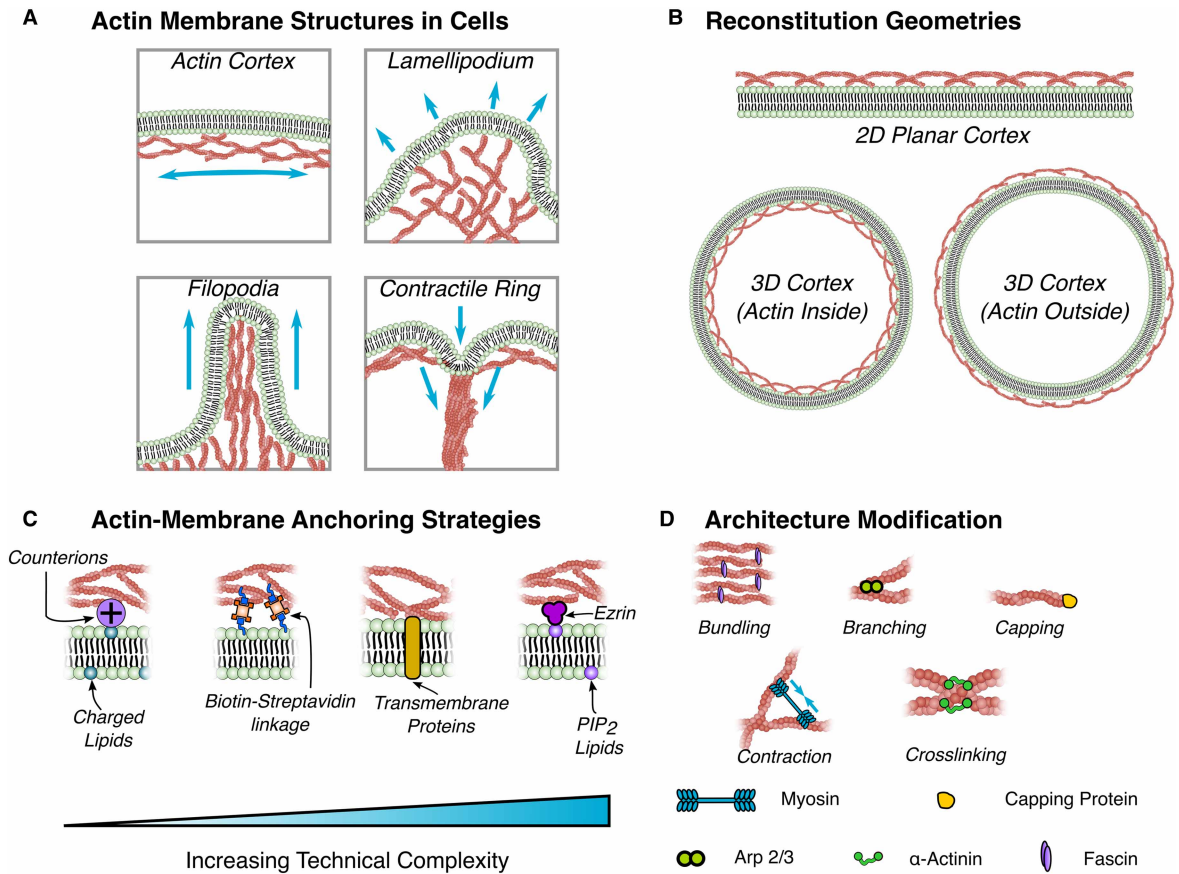 A Actin Membrane Structures in Cells
Actin Cortex
Lamellipodium
Filopodia
Contractile Ring
B Reconstitution Geometries
2D Planar Cortex
3D Cortex
(Actin Inside)
3D Cortex
(Actin Outside)
C Actin-Membrane Anchoring Strategies
Counterions
+
Charged
Lipids
Biotin-Streptavidin
linkage
Transmembrane
Proteins
Ezrin
PIP2
Lipids
Increasing Technical Complexity
D Architecture Modification
Bundling
Branching
Capping
Contraction
Crosslinking
Myosin
Capping Protein
Arp 2/3
α-Actinin
Fascin